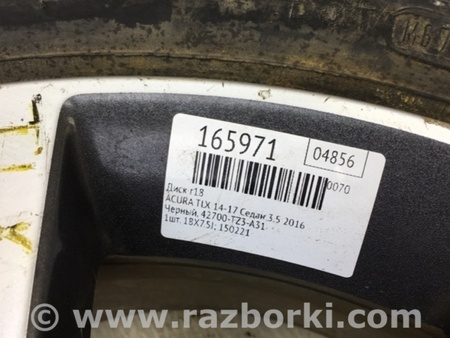 165971
04856
0070
Диск r18
ACURA TLX 14-17 Седан 3.5 2016
Черный, 42700-TZ3-A31
1шт. 18X7.5J; 150221
www.razborki.com